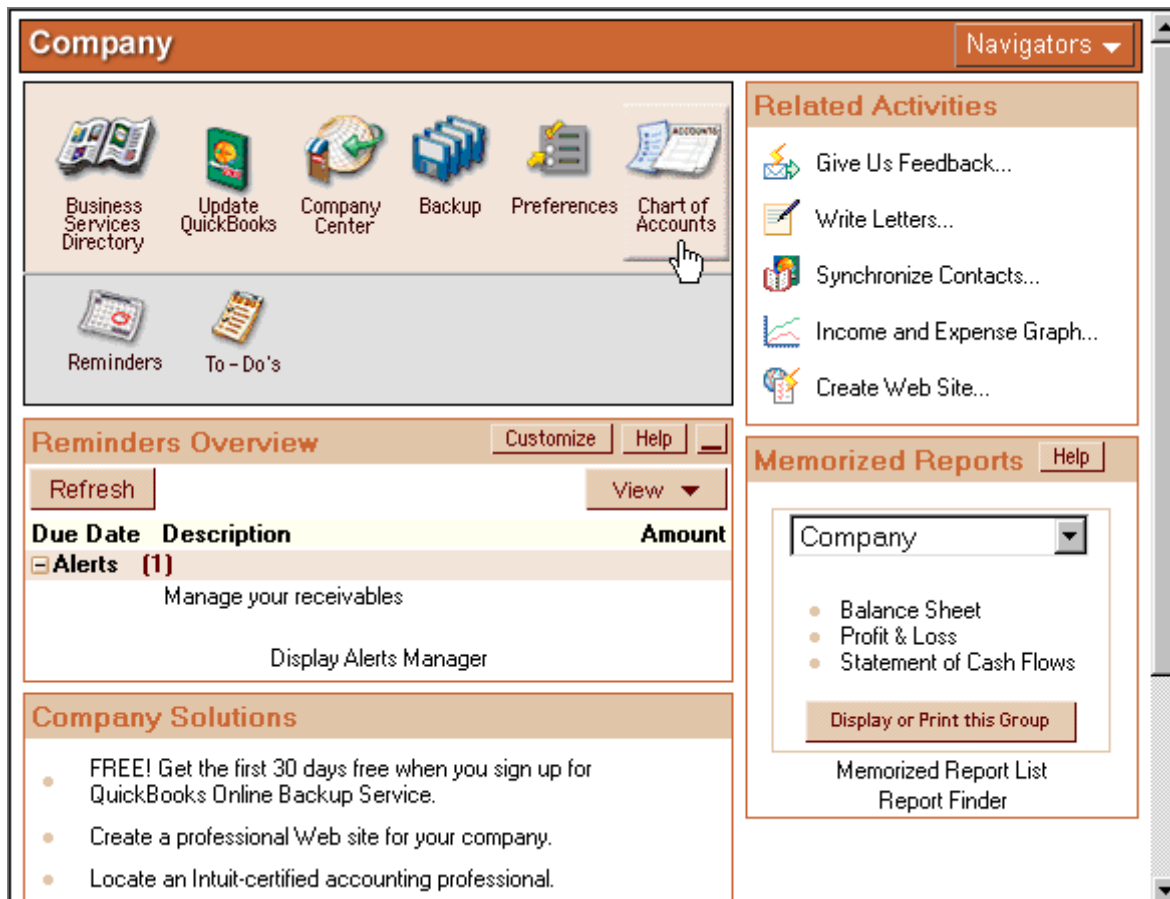 Company
Navigators
Business
Services
Directory
Update
QuickBooks
Company
Center
Backup
Preferences
ACCOUNTS
Chart of
Accounts
Reminders
To - Do's
Related Activities
Give Us Feedback...
Write Letters...
Synchronize Contacts...
Income and Expense Graph...
Create Web Site...
Reminders Overview
Customize
Help
Refresh
View
Due Date Description Amount
Alerts (1)
Manage your receivables
Display Alerts Manager
Company Solutions
FREE! Get the first 30 days free when you sign up for
QuickBooks Online Backup Service.
Create a professional Web site for your company.
Locate an Intuit-certified accounting professional.
Memorized Reports
Help
Company
Balance Sheet
Profit & Loss
Statement of Cash Flows
Display or Print this Group
Memorized Report List
Report Finder